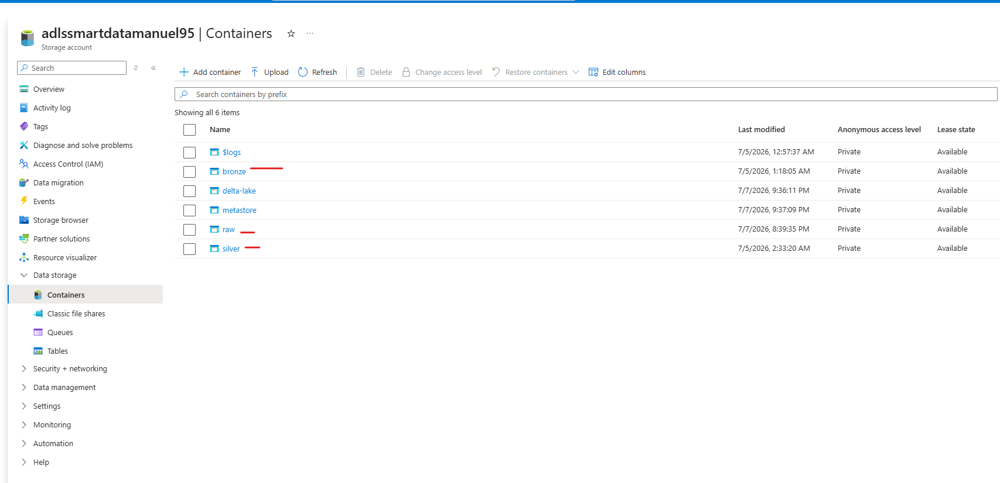 adlssmartdatamanuel95 | Containers
Storage account
Search
Overview
Activity log
Tags
Diagnose and solve problems
Access Control (IAM)
Data migration
Events
Storage browser
Partner solutions
Resource visualizer
Data storage
Containers
Classic file shares
Queues
Tables
Security + networking
Data management
Settings
Monitoring
Automation
Help
Add container Upload Refresh Delete Change access level Restore containers Edit columns
Search containers by prefix
Showing all 6 items
Name Last modified Anonymous access level Lease state
$logs 7/5/2026, 12:57:37 AM Private Available
bronze 7/5/2026, 1:18:05 AM Private Available
delta-lake 7/7/2026, 9:36:11 PM Private Available
metastore 7/7/2026, 9:37:09 PM Private Available
raw 7/7/2026, 8:39:35 PM Private Available
silver 7/5/2026, 2:33:20 AM Private Available